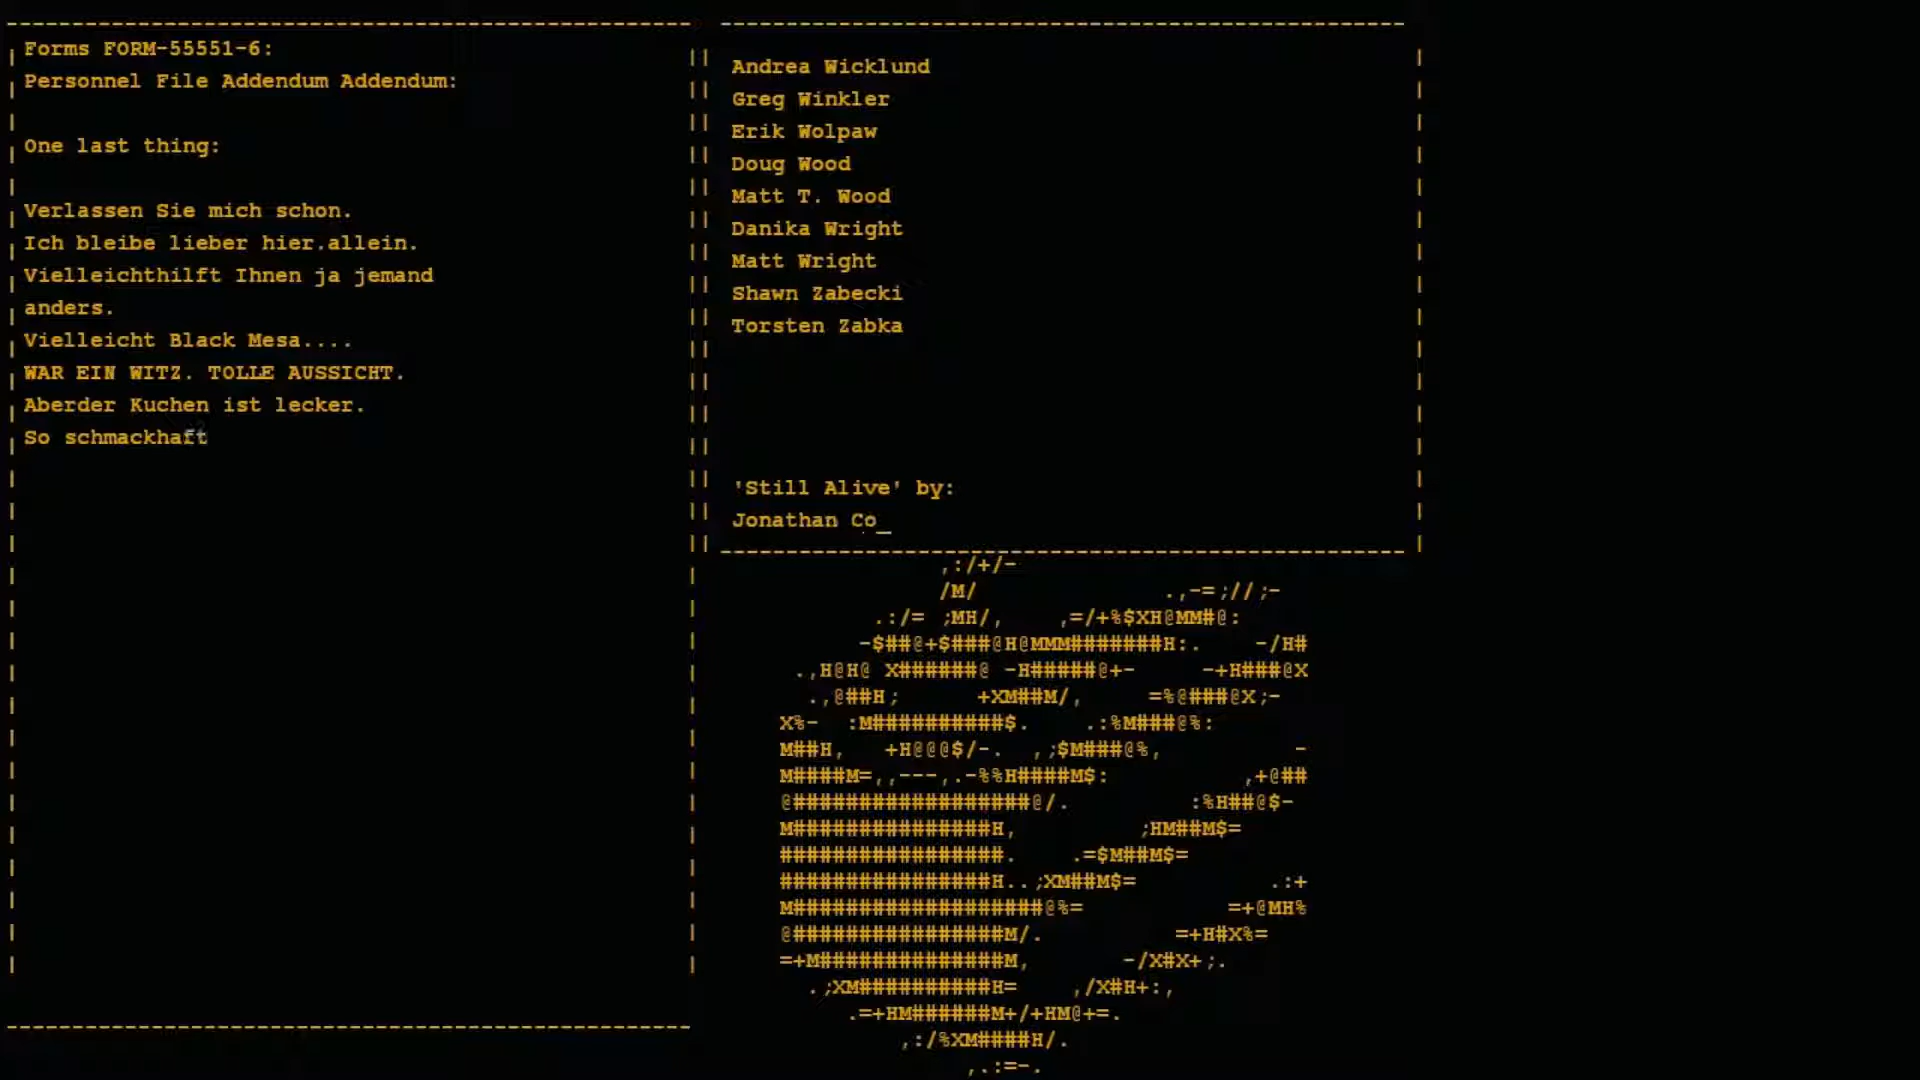 Forms FORM-55551-6:
Personnel File Addendum Addendum:
One last thing:
Verlassen Sie mich schon.
Ich bleibe lieber hier.allein.
Vielleichthilft Ihnen ja jemand
anders.
Vielleicht Black Mesa....
WAR EIN WITZ. TOLLE AUSSICHT.
Aberder Kuchen ist lecker.
So schmackhaft
Andrea Wicklund
Greg Winkler
Erik Wolpaw
Doug Wood
Matt T. Wood
Danika Wright
Matt Wright
Shawn Zabecki
Torsten Zabka
'Still Alive' by:
Jonathan Co_